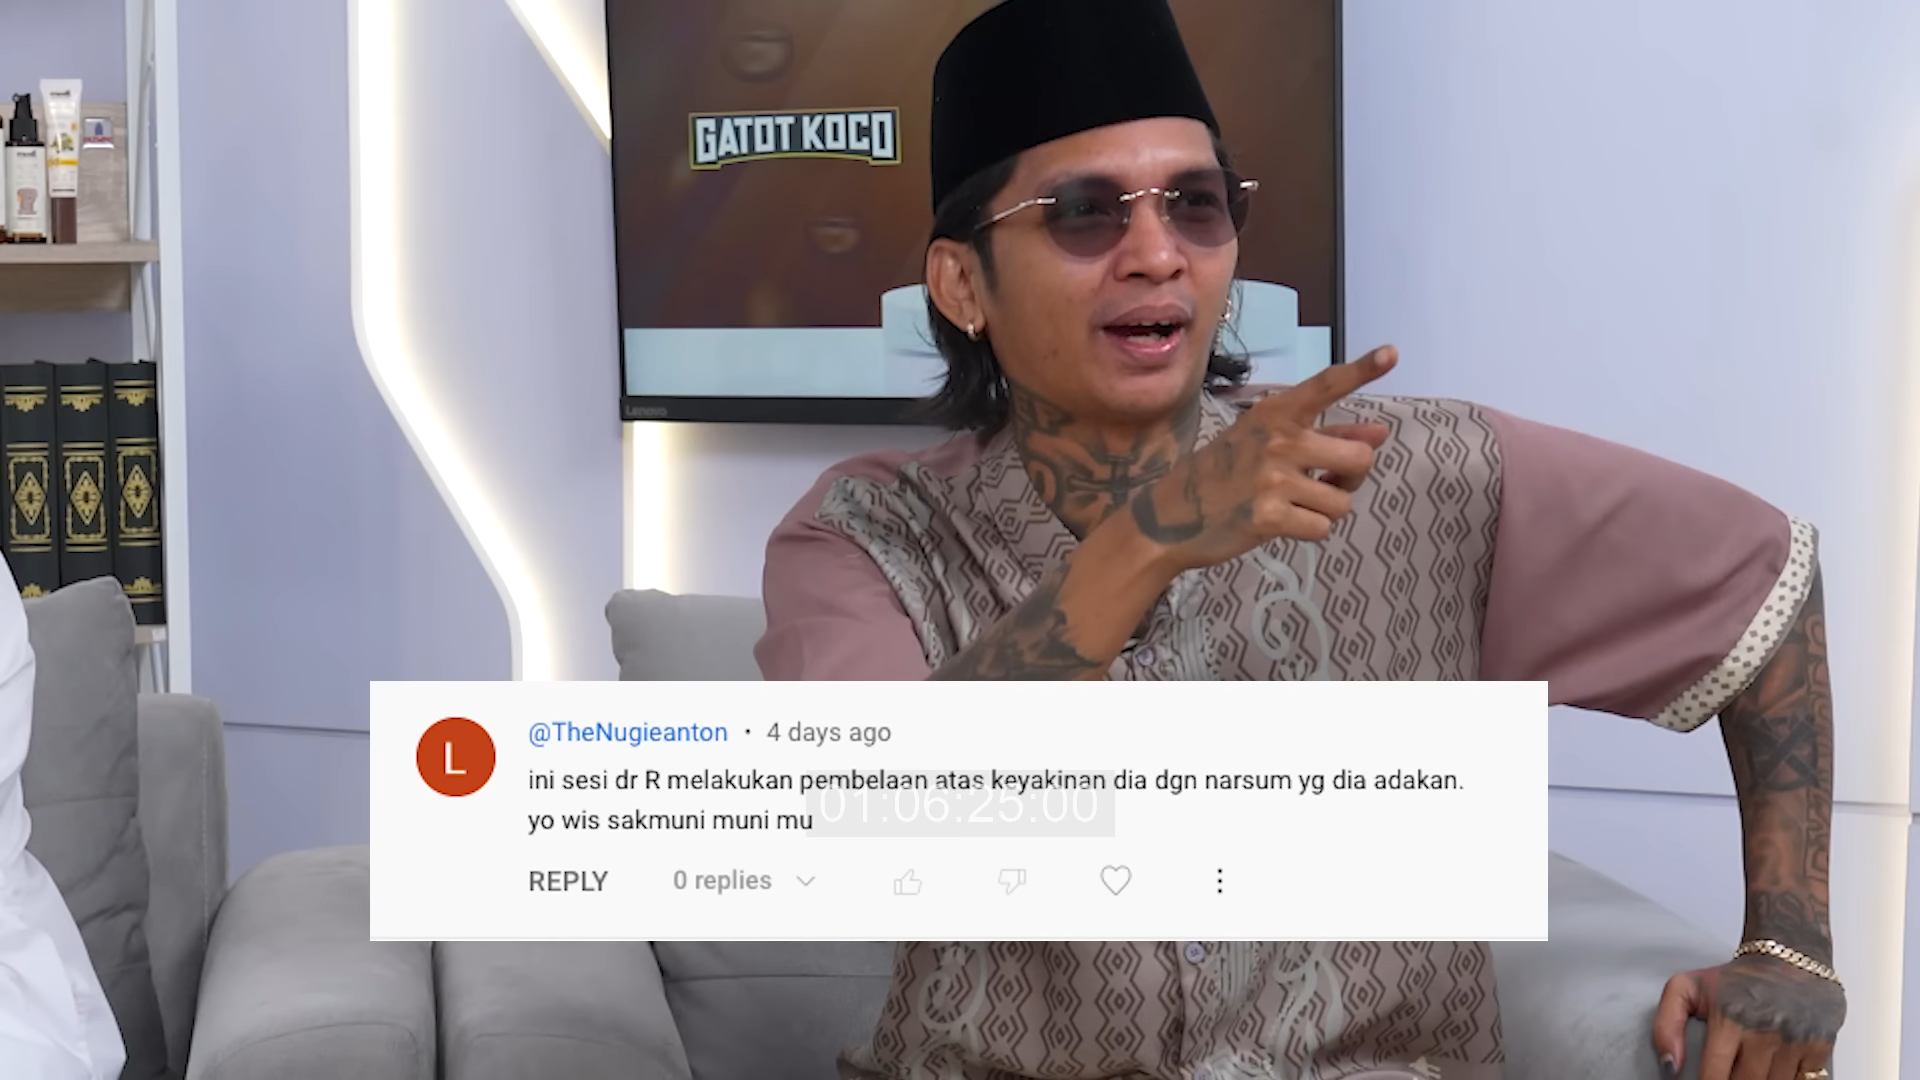 GATOT KOCO
Lenovo
@TheNugieanton · 4 days ago
L
ini sesi dr R melakukan pembelaan atas keyakinan dia dgn narsum yg dia adakan.
01:06:25:00
yo wis sakmuni muni mu
REPLY 0 replies